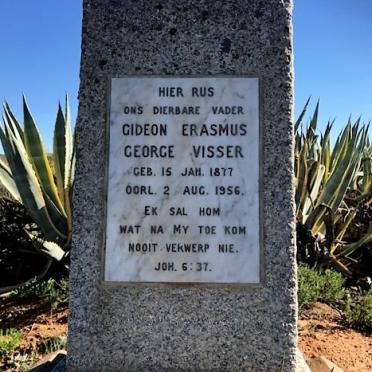 HIER RUS
ONS DIERBARE VADER
GIDEON ERASMUS
GEORGE VISSER
GEB. 15 JAN. 1877
OORL. 2 AUG. 1956.
EK SAL HOM
WAT NA MY TOE KOM
NOOIT VERWERP NIE.
JOH. 6:37.